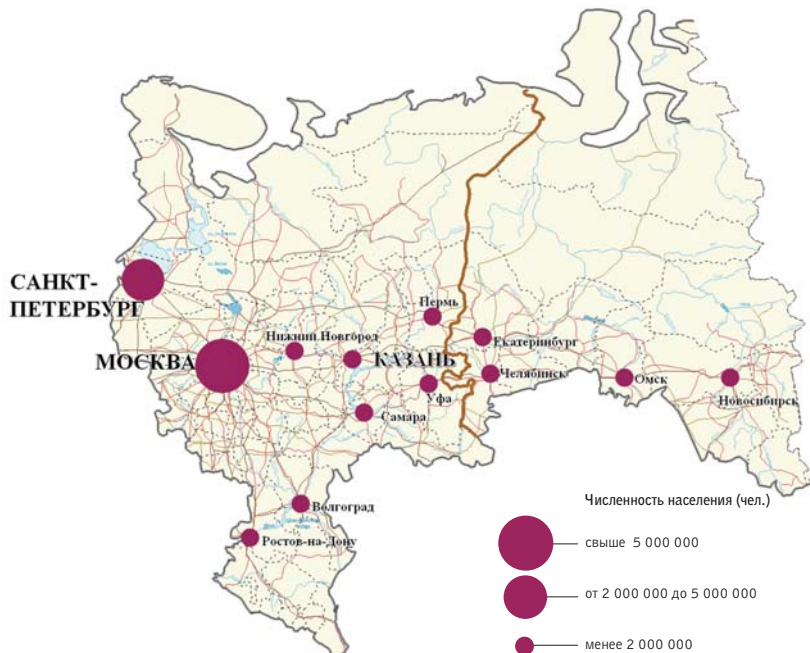 САНКТ-
ПЕТЕРБУРГ
Пермь
Нижний Новгород
Екатеринбург
МОСКВА
КАЗАНЬ
Челябинск
Омск
Уфа
Новосибирск
Самара
Волгоград
Ростов-на-Дону
Численность населения (чел.)
свыше 5 000 000
от 2 000 000 до 5 000 000
менее 2 000 000